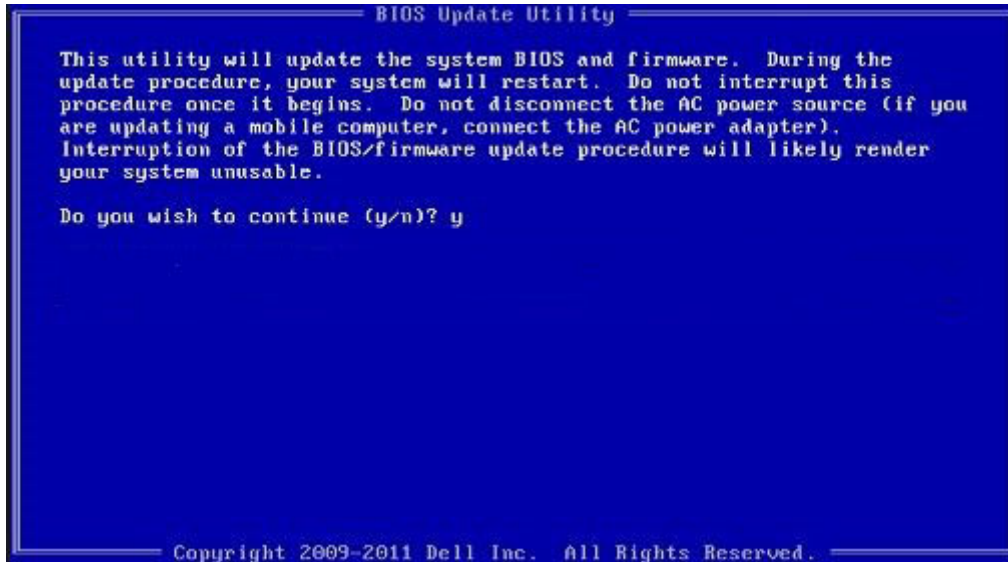 BIOS Update Utility
This utility will update the system BIOS and firmware. During the
update procedure, your system will restart. Do not interrupt this
procedure once it begins. Do not disconnect the AC power source (if you
are updating a mobile computer, connect the AC power adapter).
Interruption of the BIOS/firmware update procedure will likely render
your system unusable.
Do you wish to continue (y/n)? y
Copyright 2009-2011 Dell Inc. All Rights Reserved.